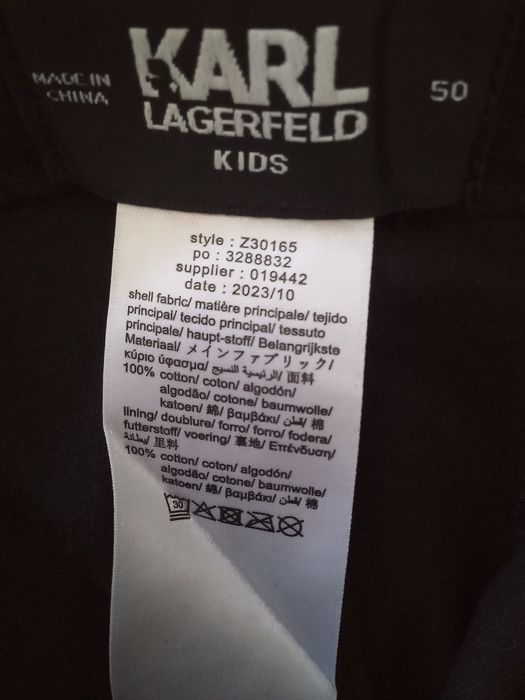 MADE IN
CHINA
KARL
LAGERFELD
KIDS
50
style : Z30165
po : 3288832
supplier : 019442
date : 2023/10
shell fabric/ matière principale/ tejido
principal/ tecido principal/ tessuto
principale/ haupt-stoff/ Belangrijkste
Materiaal/ メインファブリック/
κύριο ύφασμα/ الرئيسية النسيج/ 面料
100% cotton/ coton/ algodón/
algodão/ cotone/ baumwolle/
katoen/ 綿/ βαμβάκι/ قطن/ 棉
lining/ doublure/ forro/ forro/ fodera/
futterstoff/ voering/ 裏地/ Επένδυση/
بطانة/ 里料
100% cotton/ coton/ algodón/
algodão/ cotone/ baumwolle/
katoen/ 綿/ βαμβάκι/ قطن/ 棉
30